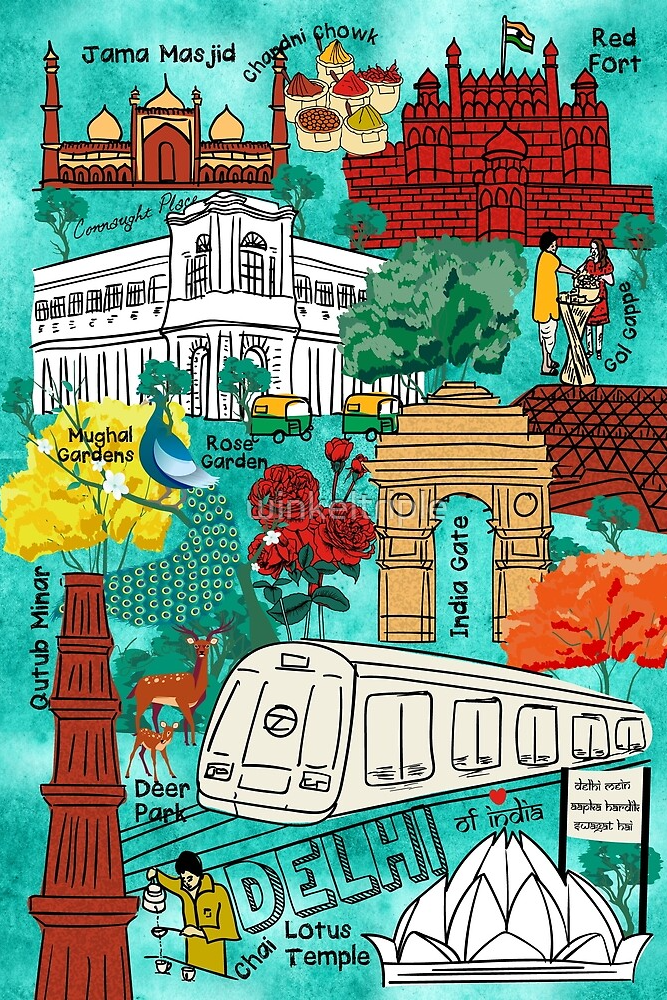 Jama Masjid
Chandni Chowk
Red
Fort
Connaught Place
Gol Gappe
Mughal
Gardens
Rose
Garden
winkeltriple
India Gate
Qutub Minar
Deer
Park
delhi mein
aapka hardik
swagat hai
DELHI
of india
Chai
Lotus
Temple